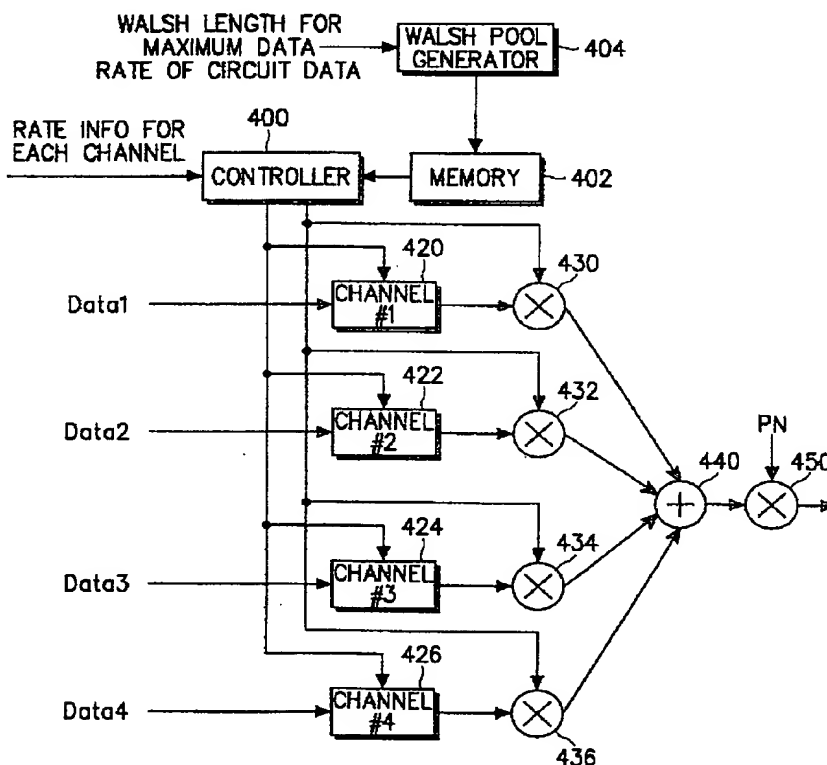 WALSH LENGTH FOR
MAXIMUM DATA
RATE OF CIRCUIT DATA
WALSH POOL
GENERATOR
404
RATE INFO FOR
EACH CHANNEL
400
CONTROLLER
MEMORY
402
420
430
Data1
CHANNEL
#1
422
432
Data2
CHANNEL
#2
PN
440
450
424
434
Data3
CHANNEL
#3
426
Data4
CHANNEL
#4
436